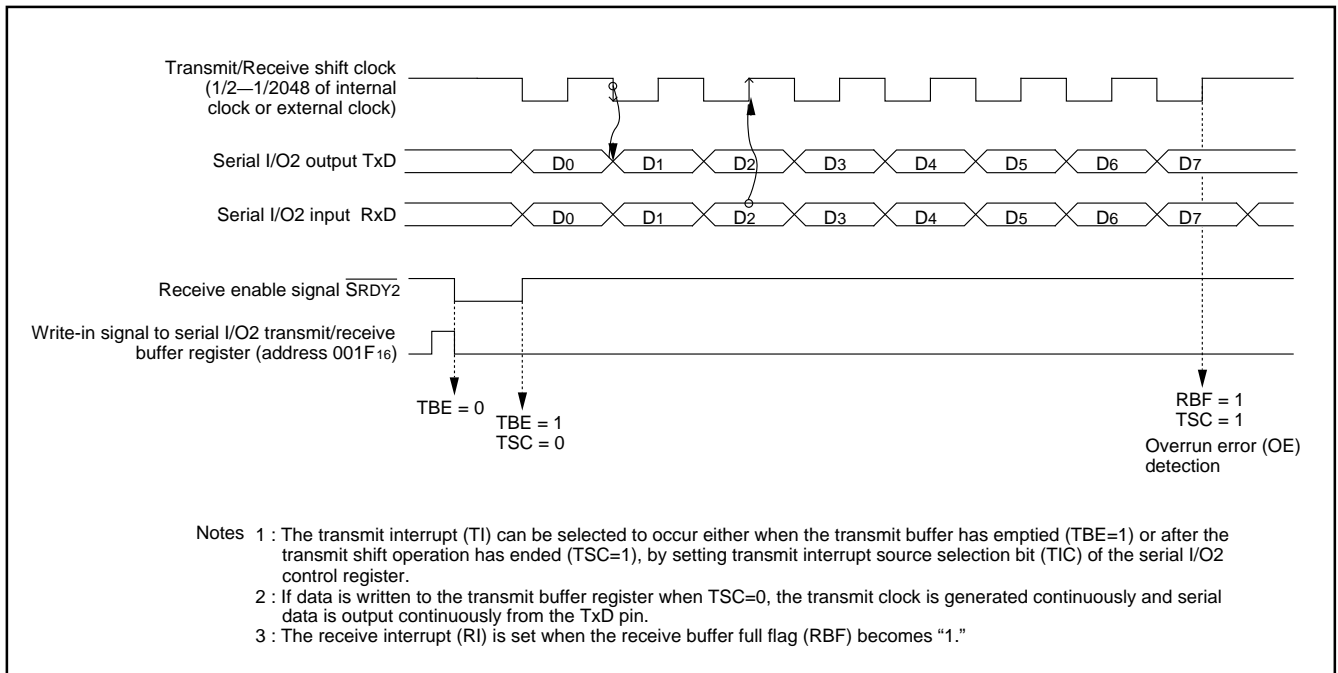 Transmit/Receive shift clock
(1/2—1/2048 of internal
clock or external clock)
Serial I/O2 output TxD
D0 D1 D2 D3 D4 D5 D6 D7
Serial I/O2 input RxD
D0 D1 D2 D3 D4 D5 D6 D7
Receive enable signal SRDY2
Write-in signal to serial I/O2 transmit/receive
buffer register (address 001F16)
TBE = 0
TBE = 1
TSC = 0
RBF = 1
TSC = 1
Overrun error (OE)
detection
Notes 1 : The transmit interrupt (TI) can be selected to occur either when the transmit buffer has emptied (TBE=1) or after the
transmit shift operation has ended (TSC=1), by setting transmit interrupt source selection bit (TIC) of the serial I/O2
control register.
2 : If data is written to the transmit buffer register when TSC=0, the transmit clock is generated continuously and serial
data is output continuously from the TxD pin.
3 : The receive interrupt (RI) is set when the receive buffer full flag (RBF) becomes “1.”